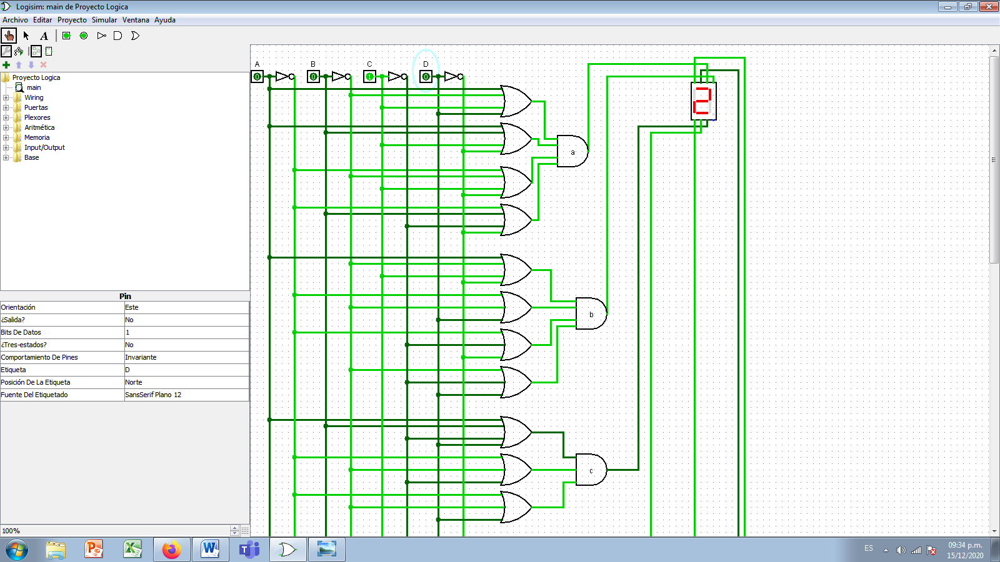 Logisim: main de Proyecto Logica
Archivo Editar Proyecto Simular Ventana Ayuda
A
A B C D
0 0 1 0
Proyecto Logica
main
Wiring
Puertas
Plexores
Aritmética
Memoria
Input/Output
Base
2
a
b
c
Pin
Orientación Este
¿Salida? No
Bits De Datos 1
¿Tres-estados? No
Comportamiento De Pines Invariante
Etiqueta D
Posición De La Etiqueta Norte
Fuente Del Etiquetado SansSerif Plano 12
100%
ES
09:34 p.m.
15/12/2020